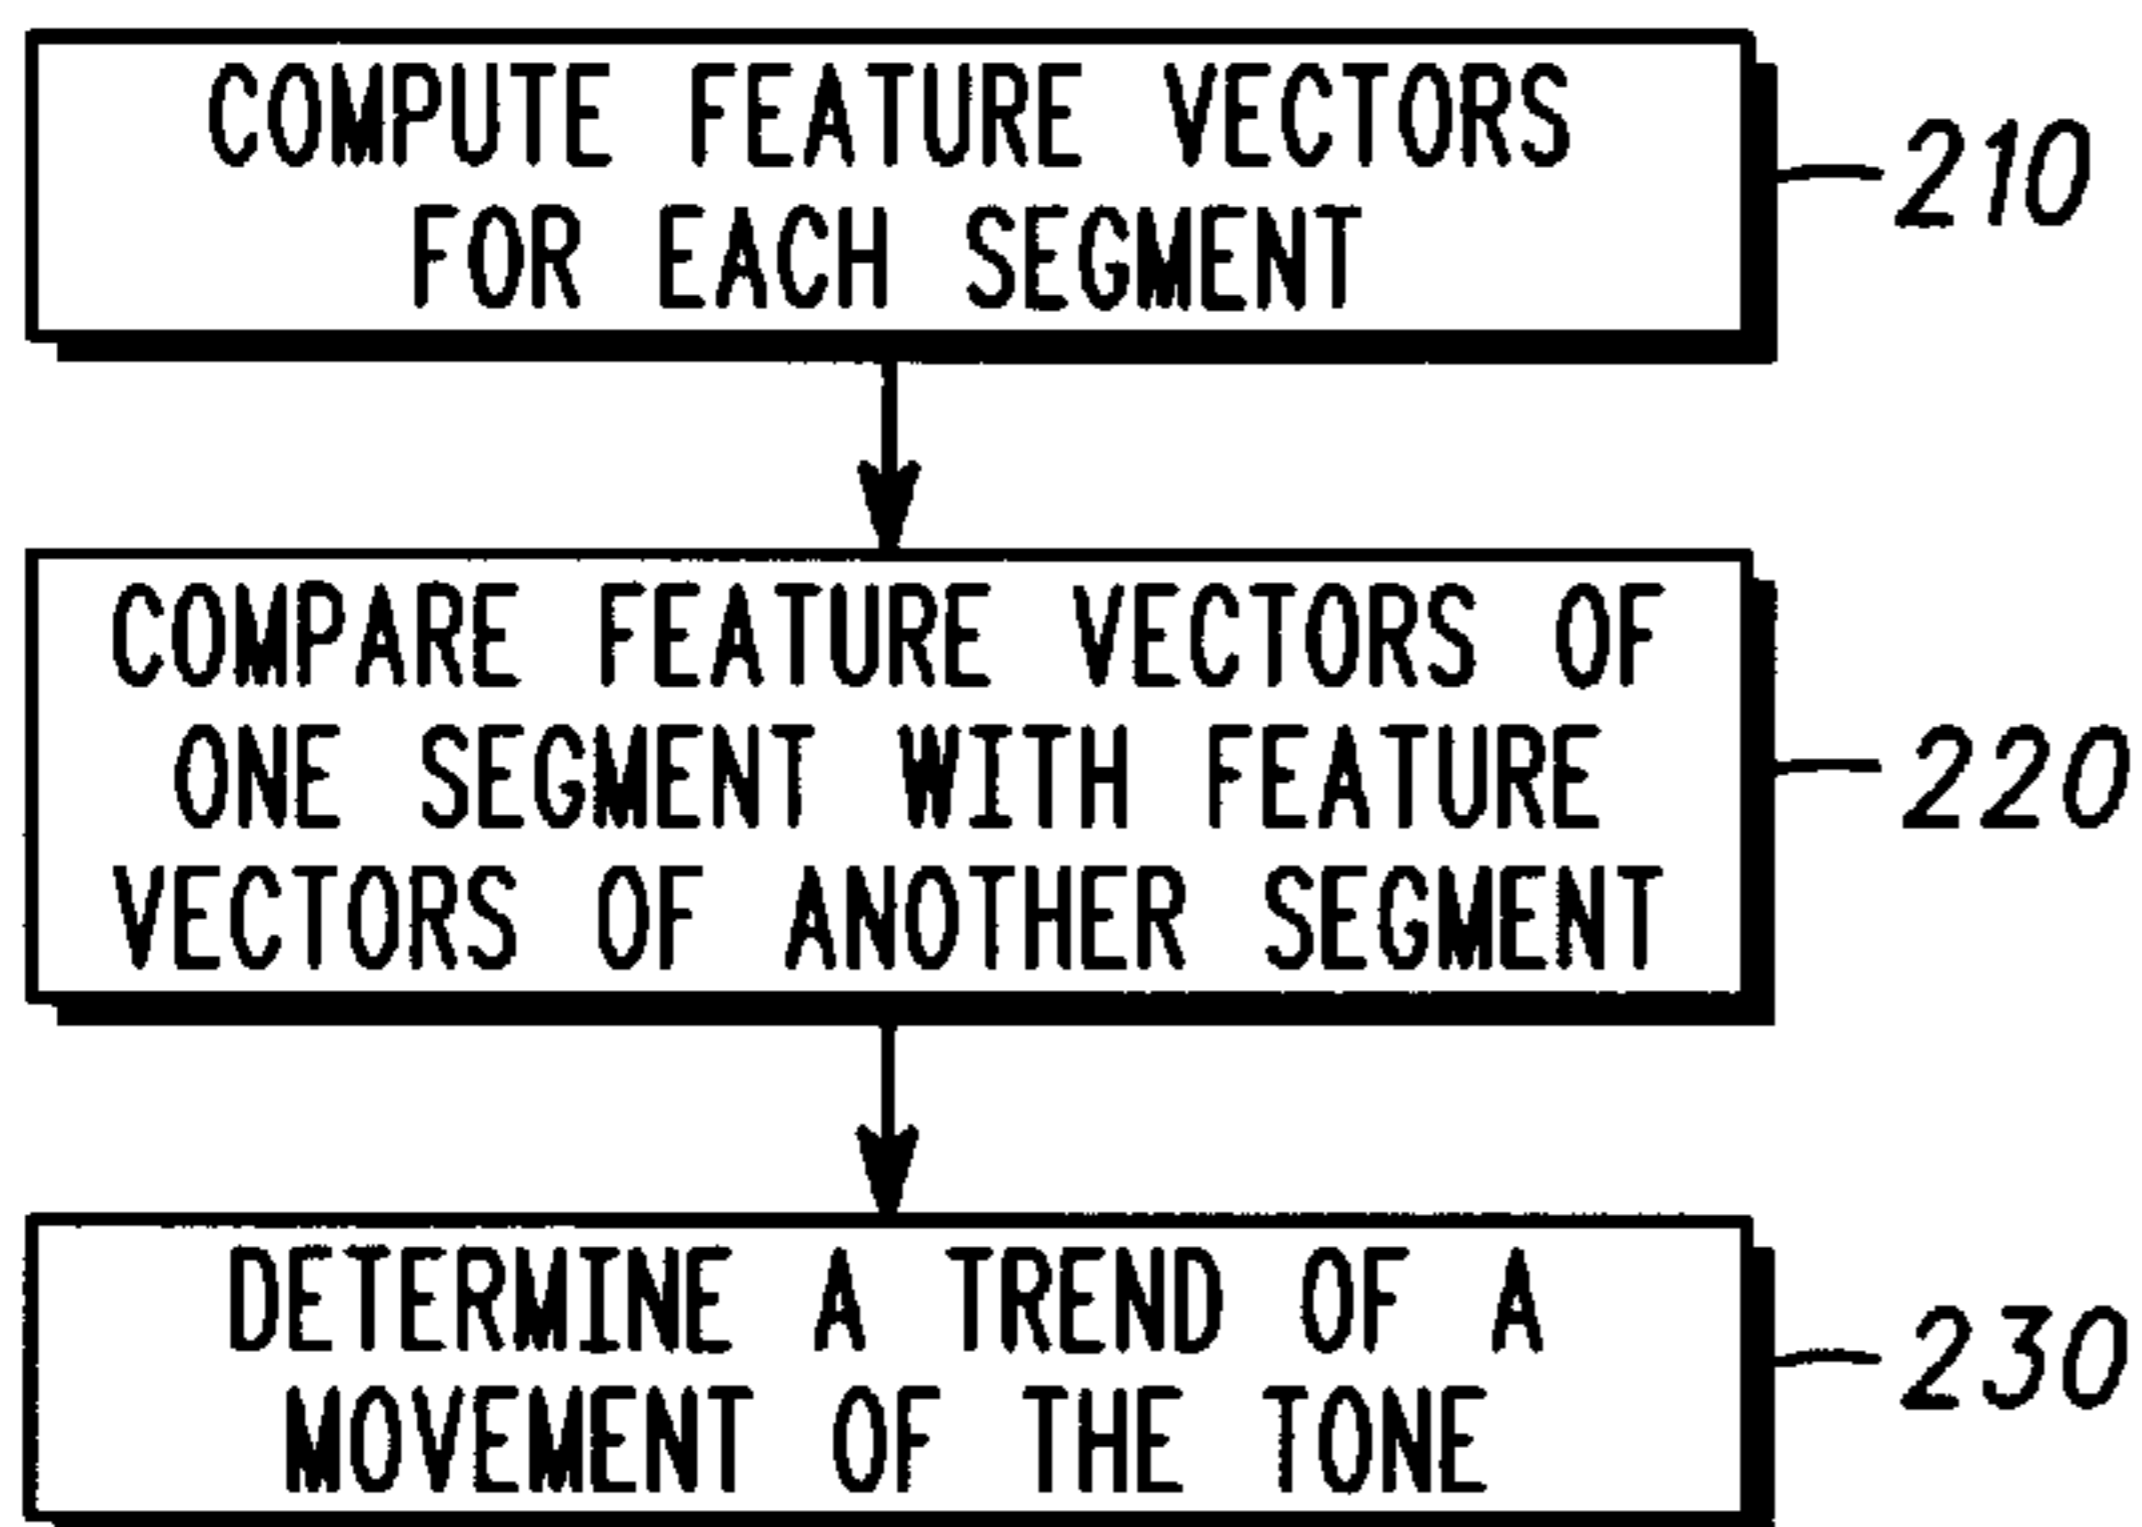 COMPUTE FEATURE VECTORS
FOR EACH SEGMENT
210
COMPARE FEATURE VECTORS OF
ONE SEGMENT WITH FEATURE
VECTORS OF ANOTHER SEGMENT
220
DETERMINE A TREND OF A
MOVEMENT OF THE TONE
230